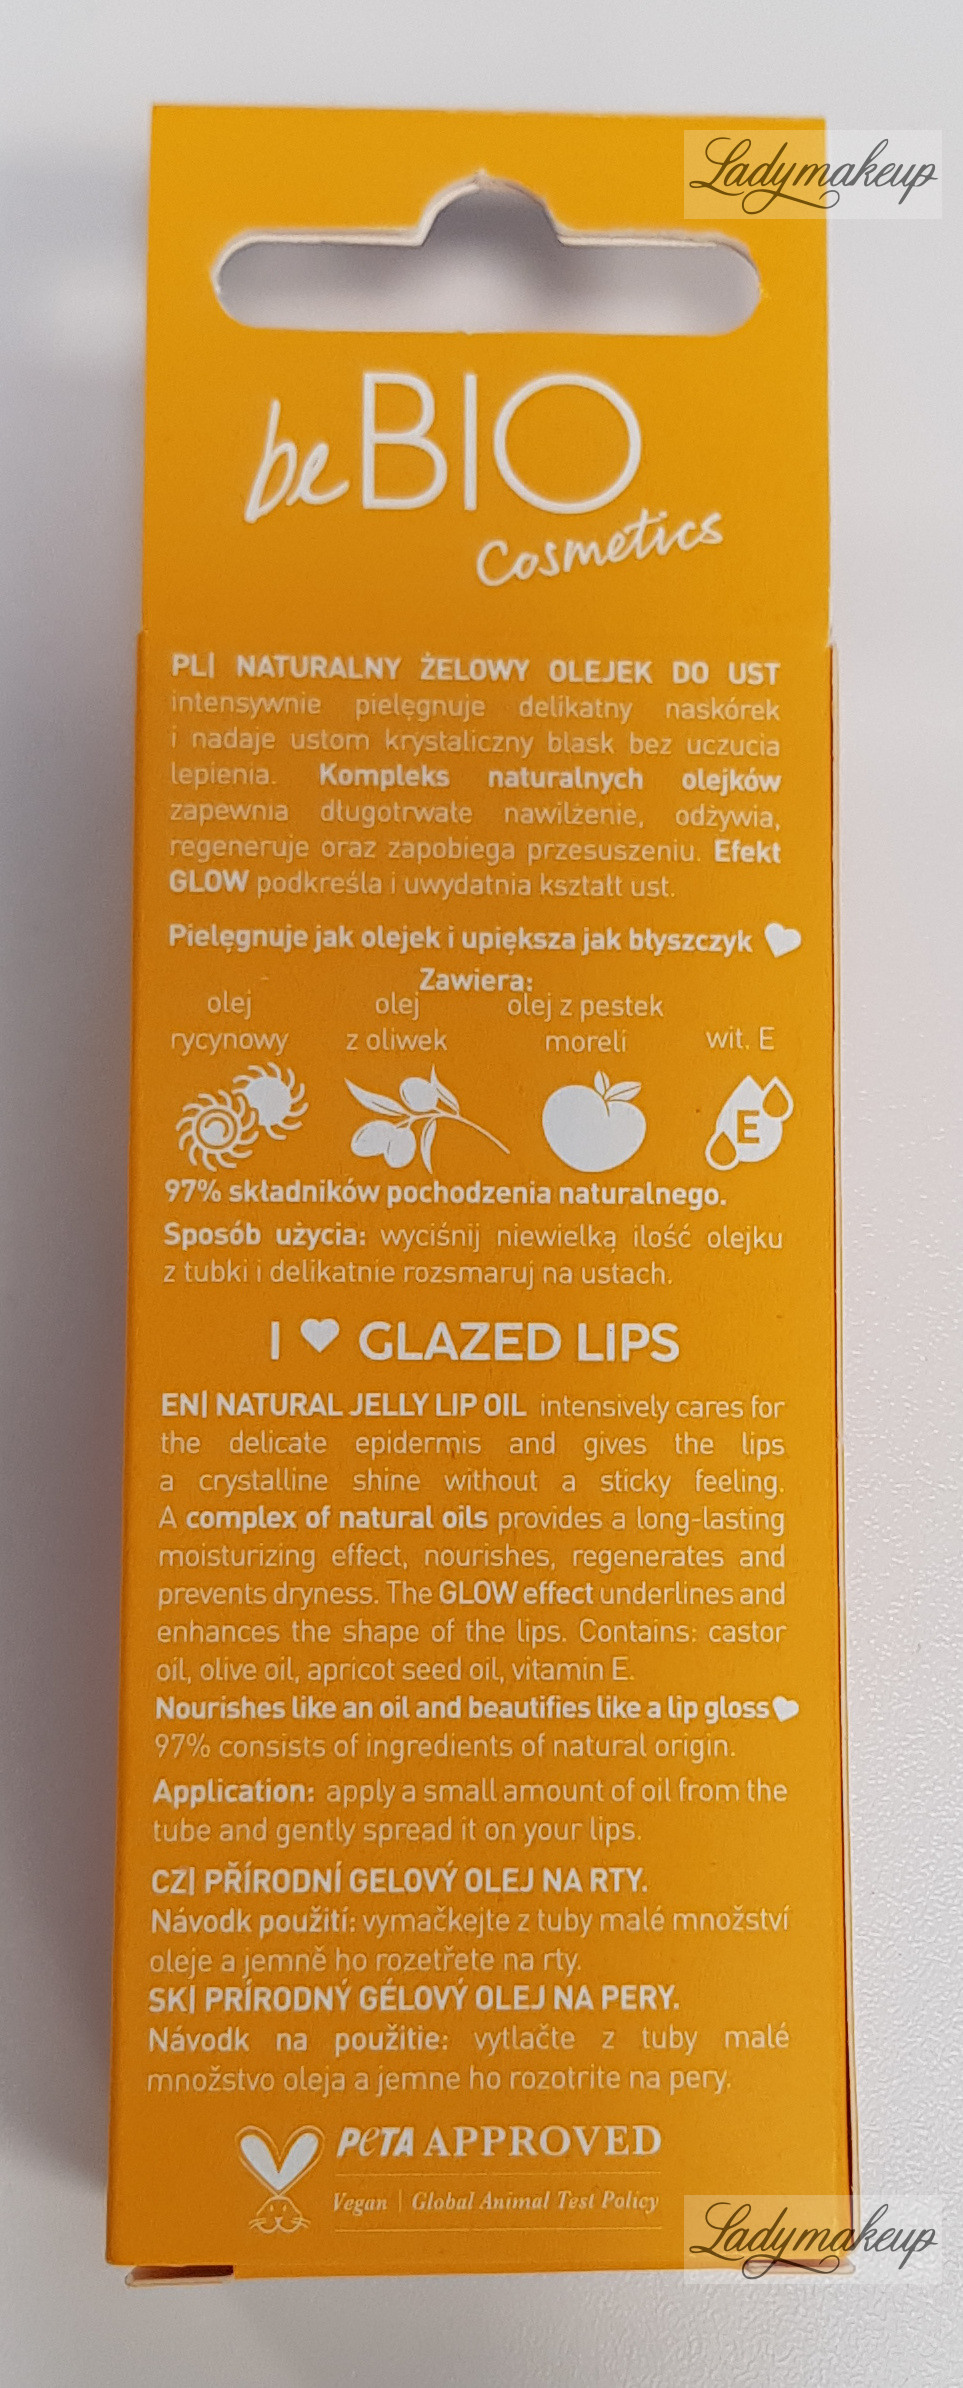 Ladymakeup
beBIO
Cosmetics
PL| NATURALNY ŻELOWY OLEJEK DO UST
intensywnie pielęgnuje delikatny naskórek
i nadaje ustom krystaliczny blask bez uczucia
lepienia. Kompleks naturalnych olejków
zapewnia długotrwałe nawilżenie, odżywia,
regeneruje oraz zapobiega przesuszeniu. Efekt
GLOW podkreśla i uwydatnia kształt ust.
Pielęgnuje jak olejek i upiększa jak błyszczyk
Zawiera:
olej olej olej z pestek
rycynowy z oliwek moreli wit. E
E
97% składników pochodzenia naturalnego.
Sposób użycia: wyciśnij niewielką ilość olejku
z tubki i delikatnie rozsmaruj na ustach.
I ♥ GLAZED LIPS
EN| NATURAL JELLY LIP OIL intensively cares for
the delicate epidermis and gives the lips
a crystalline shine without a sticky feeling.
A complex of natural oils provides a long-lasting
moisturizing effect, nourishes, regenerates and
prevents dryness. The GLOW effect underlines and
enhances the shape of the lips. Contains: castor
oil, olive oil, apricot seed oil, vitamin E.
Nourishes like an oil and beautifies like a lip gloss
97% consists of ingredients of natural origin.
Application: apply a small amount of oil from the
tube and gently spread it on your lips.
CZ| PŘÍRODNÍ GELOVÝ OLEJ NA RTY.
Návodk použití: vymačkejte z tuby malé množství
oleje a jemně ho rozetřete na rty.
SK| PRÍRODNÝ GÉLOVÝ OLEJ NA PERY.
Návodk na použitie: vytlačte z tuby malé
množstvo oleja a jemne ho rozotrite na pery.
PETA APPROVED
Vegan | Global Animal Test Policy
Ladymakeup